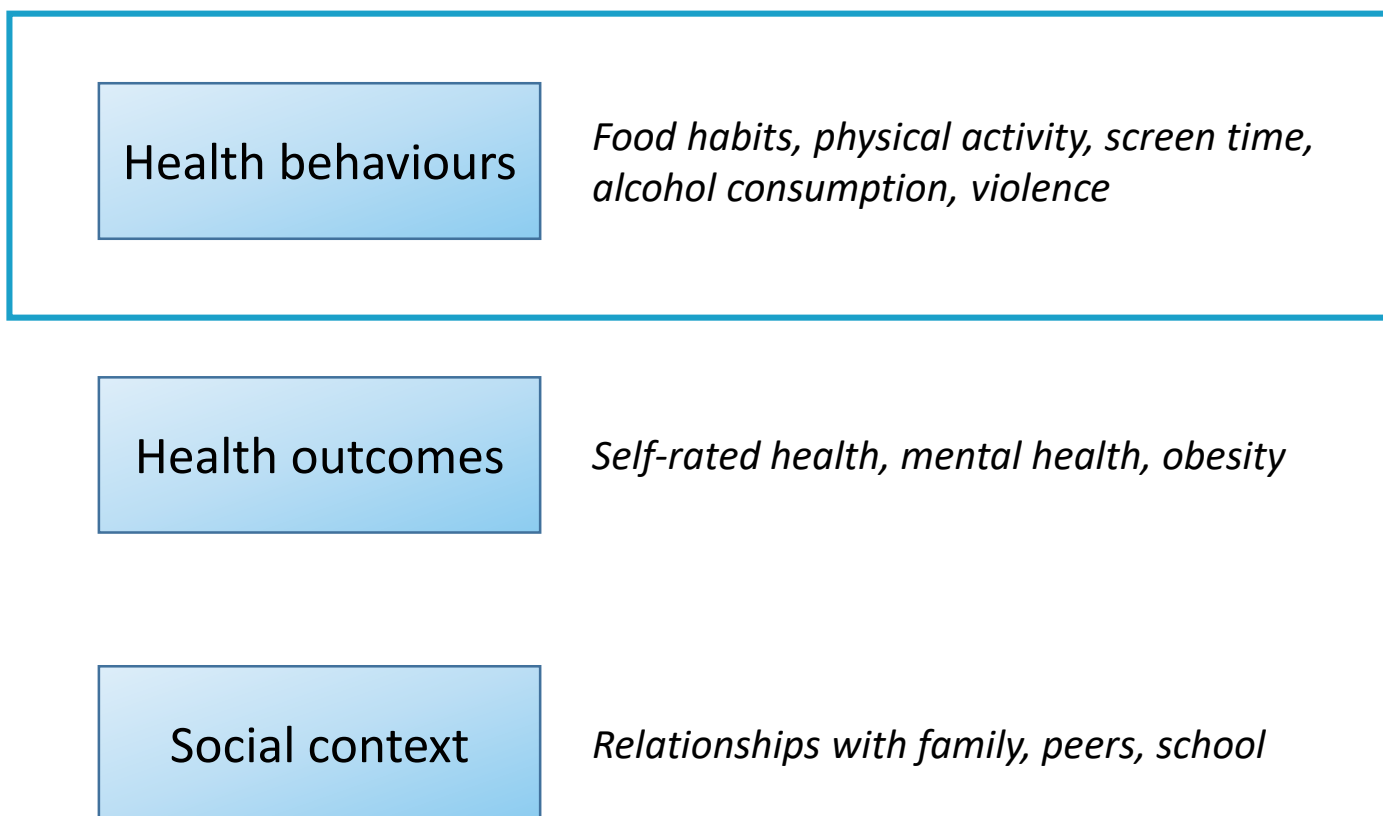 Health behaviours
Food habits, physical activity, screen time,
alcohol consumption, violence
Health outcomes
Self-rated health, mental health, obesity
Social context
Relationships with family, peers, school